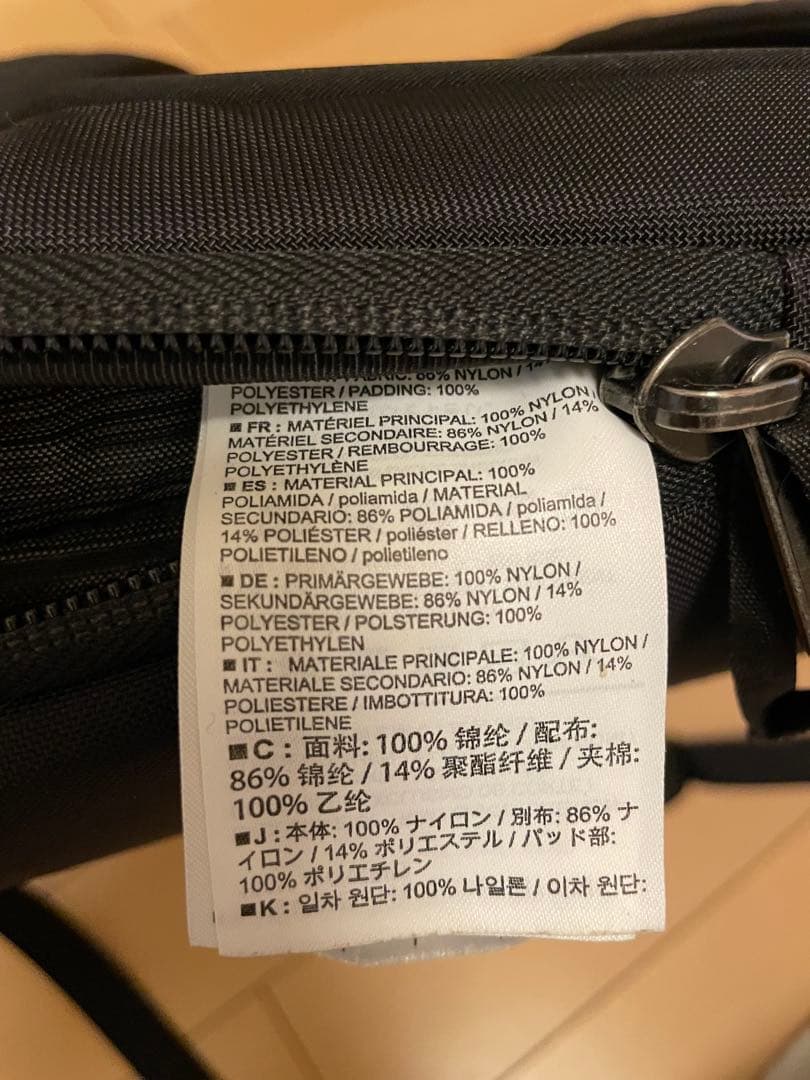 FABRIC: 86% NYLON / 14%
POLYESTER / PADDING: 100%
POLYETHYLENE
FR : MATÉRIEL PRINCIPAL: 100% NYLON
MATÉRIEL SECONDAIRE: 86% NYLON / 14%
POLYESTER / REMBOURRAGE: 100%
POLYETHYLÈNE
ES : MATERIAL PRINCIPAL: 100%
POLIAMIDA / poliamida / MATERIAL
SECUNDARIO: 86% POLIAMIDA / poliamida /
14% POLIÉSTER / poliéster / RELLENO: 100%
POLIETILENO / polietileno
DE : PRIMÄRGEWEBE: 100% NYLON /
SEKUNDÄRGEWEBE: 86% NYLON / 14%
POLYESTER / POLSTERUNG: 100%
POLYETHYLEN
IT : MATERIALE PRINCIPALE: 100% NYLON /
MATERIALE SECONDARIO: 86% NYLON / 14%
POLIESTERE / IMBOTTITURA: 100%
POLIETILENE
C : 面料: 100% 锦纶 / 配布:
86% 锦纶 / 14% 聚酯纤维 / 夹棉:
100% 乙纶
J : 本体: 100% ナイロン / 別布: 86% ナ
イロン / 14% ポリエステル / パッド部:
100% ポリエチレン
K : 일차 원단: 100% 나일론 / 이차 원단: